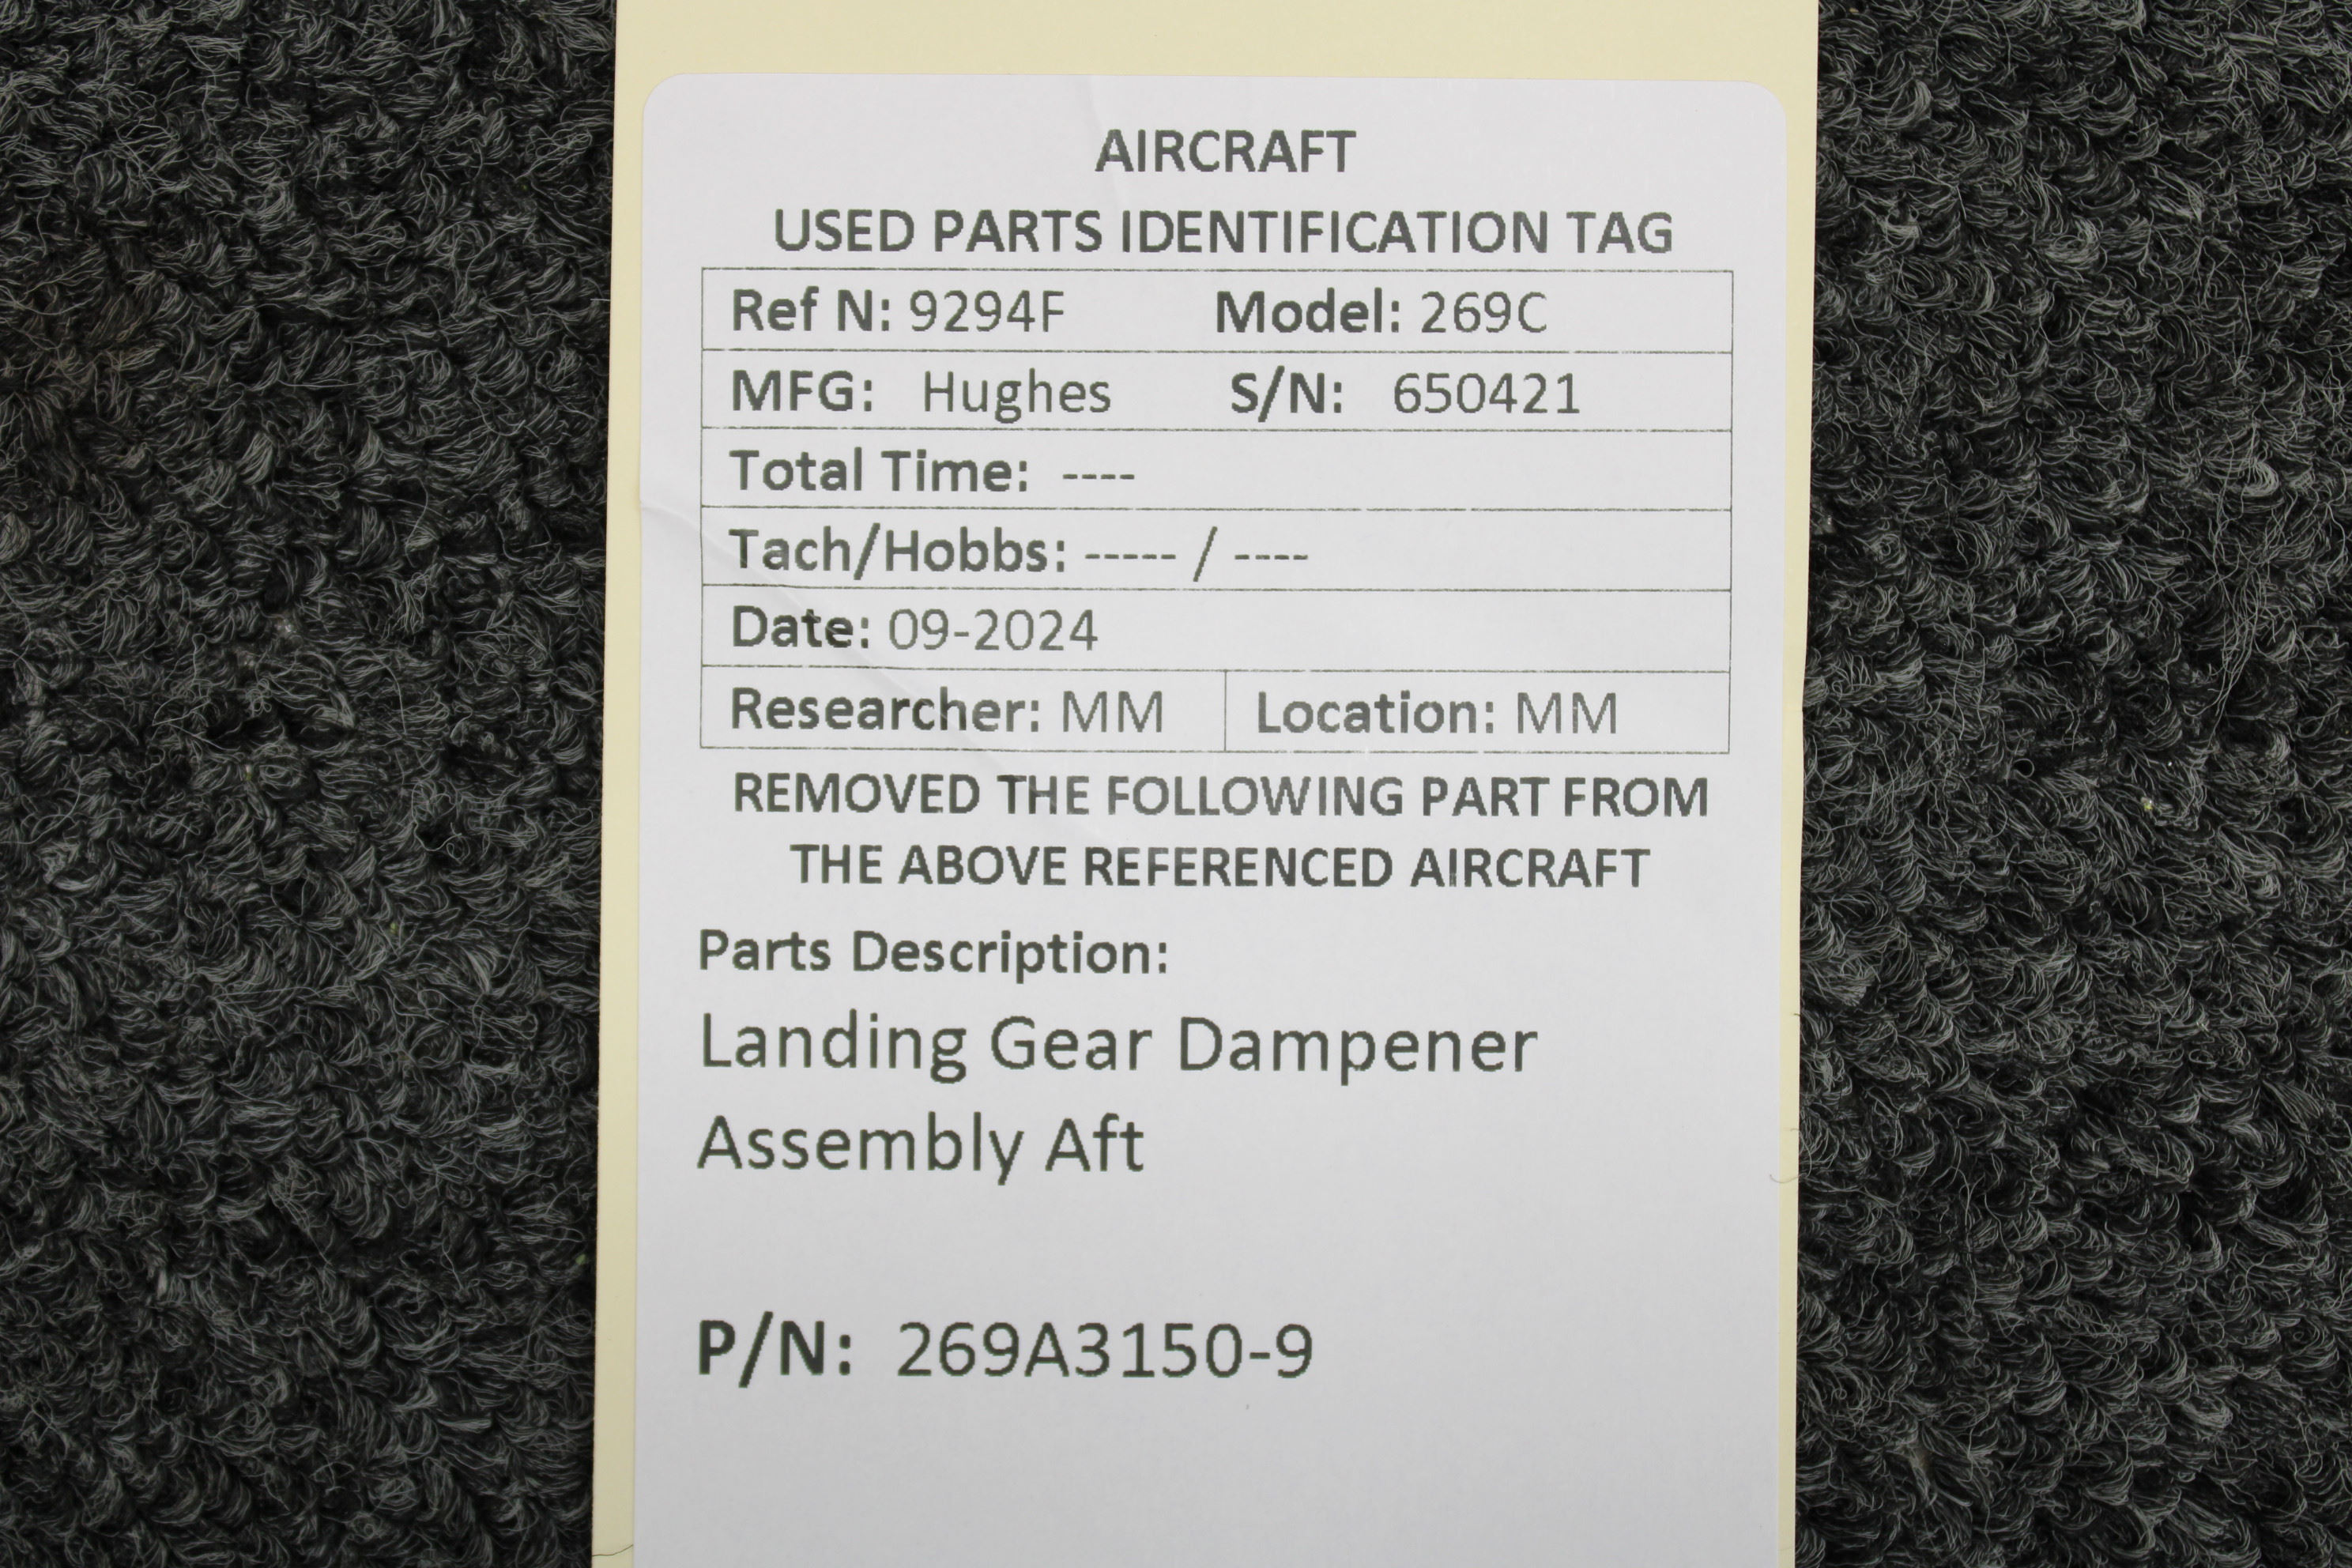 AIRCRAFT
USED PARTS IDENTIFICATION TAG
Ref N: 9294F Model: 269C
MFG: Hughes S/N: 650421
Total Time: ----
Tach/Hobbs: ----- / ----
Date: 09-2024
Researcher: MM Location: MM
REMOVED THE FOLLOWING PART FROM
THE ABOVE REFERENCED AIRCRAFT
Parts Description:
Landing Gear Dampener
Assembly Aft
P/N: 269A3150-9